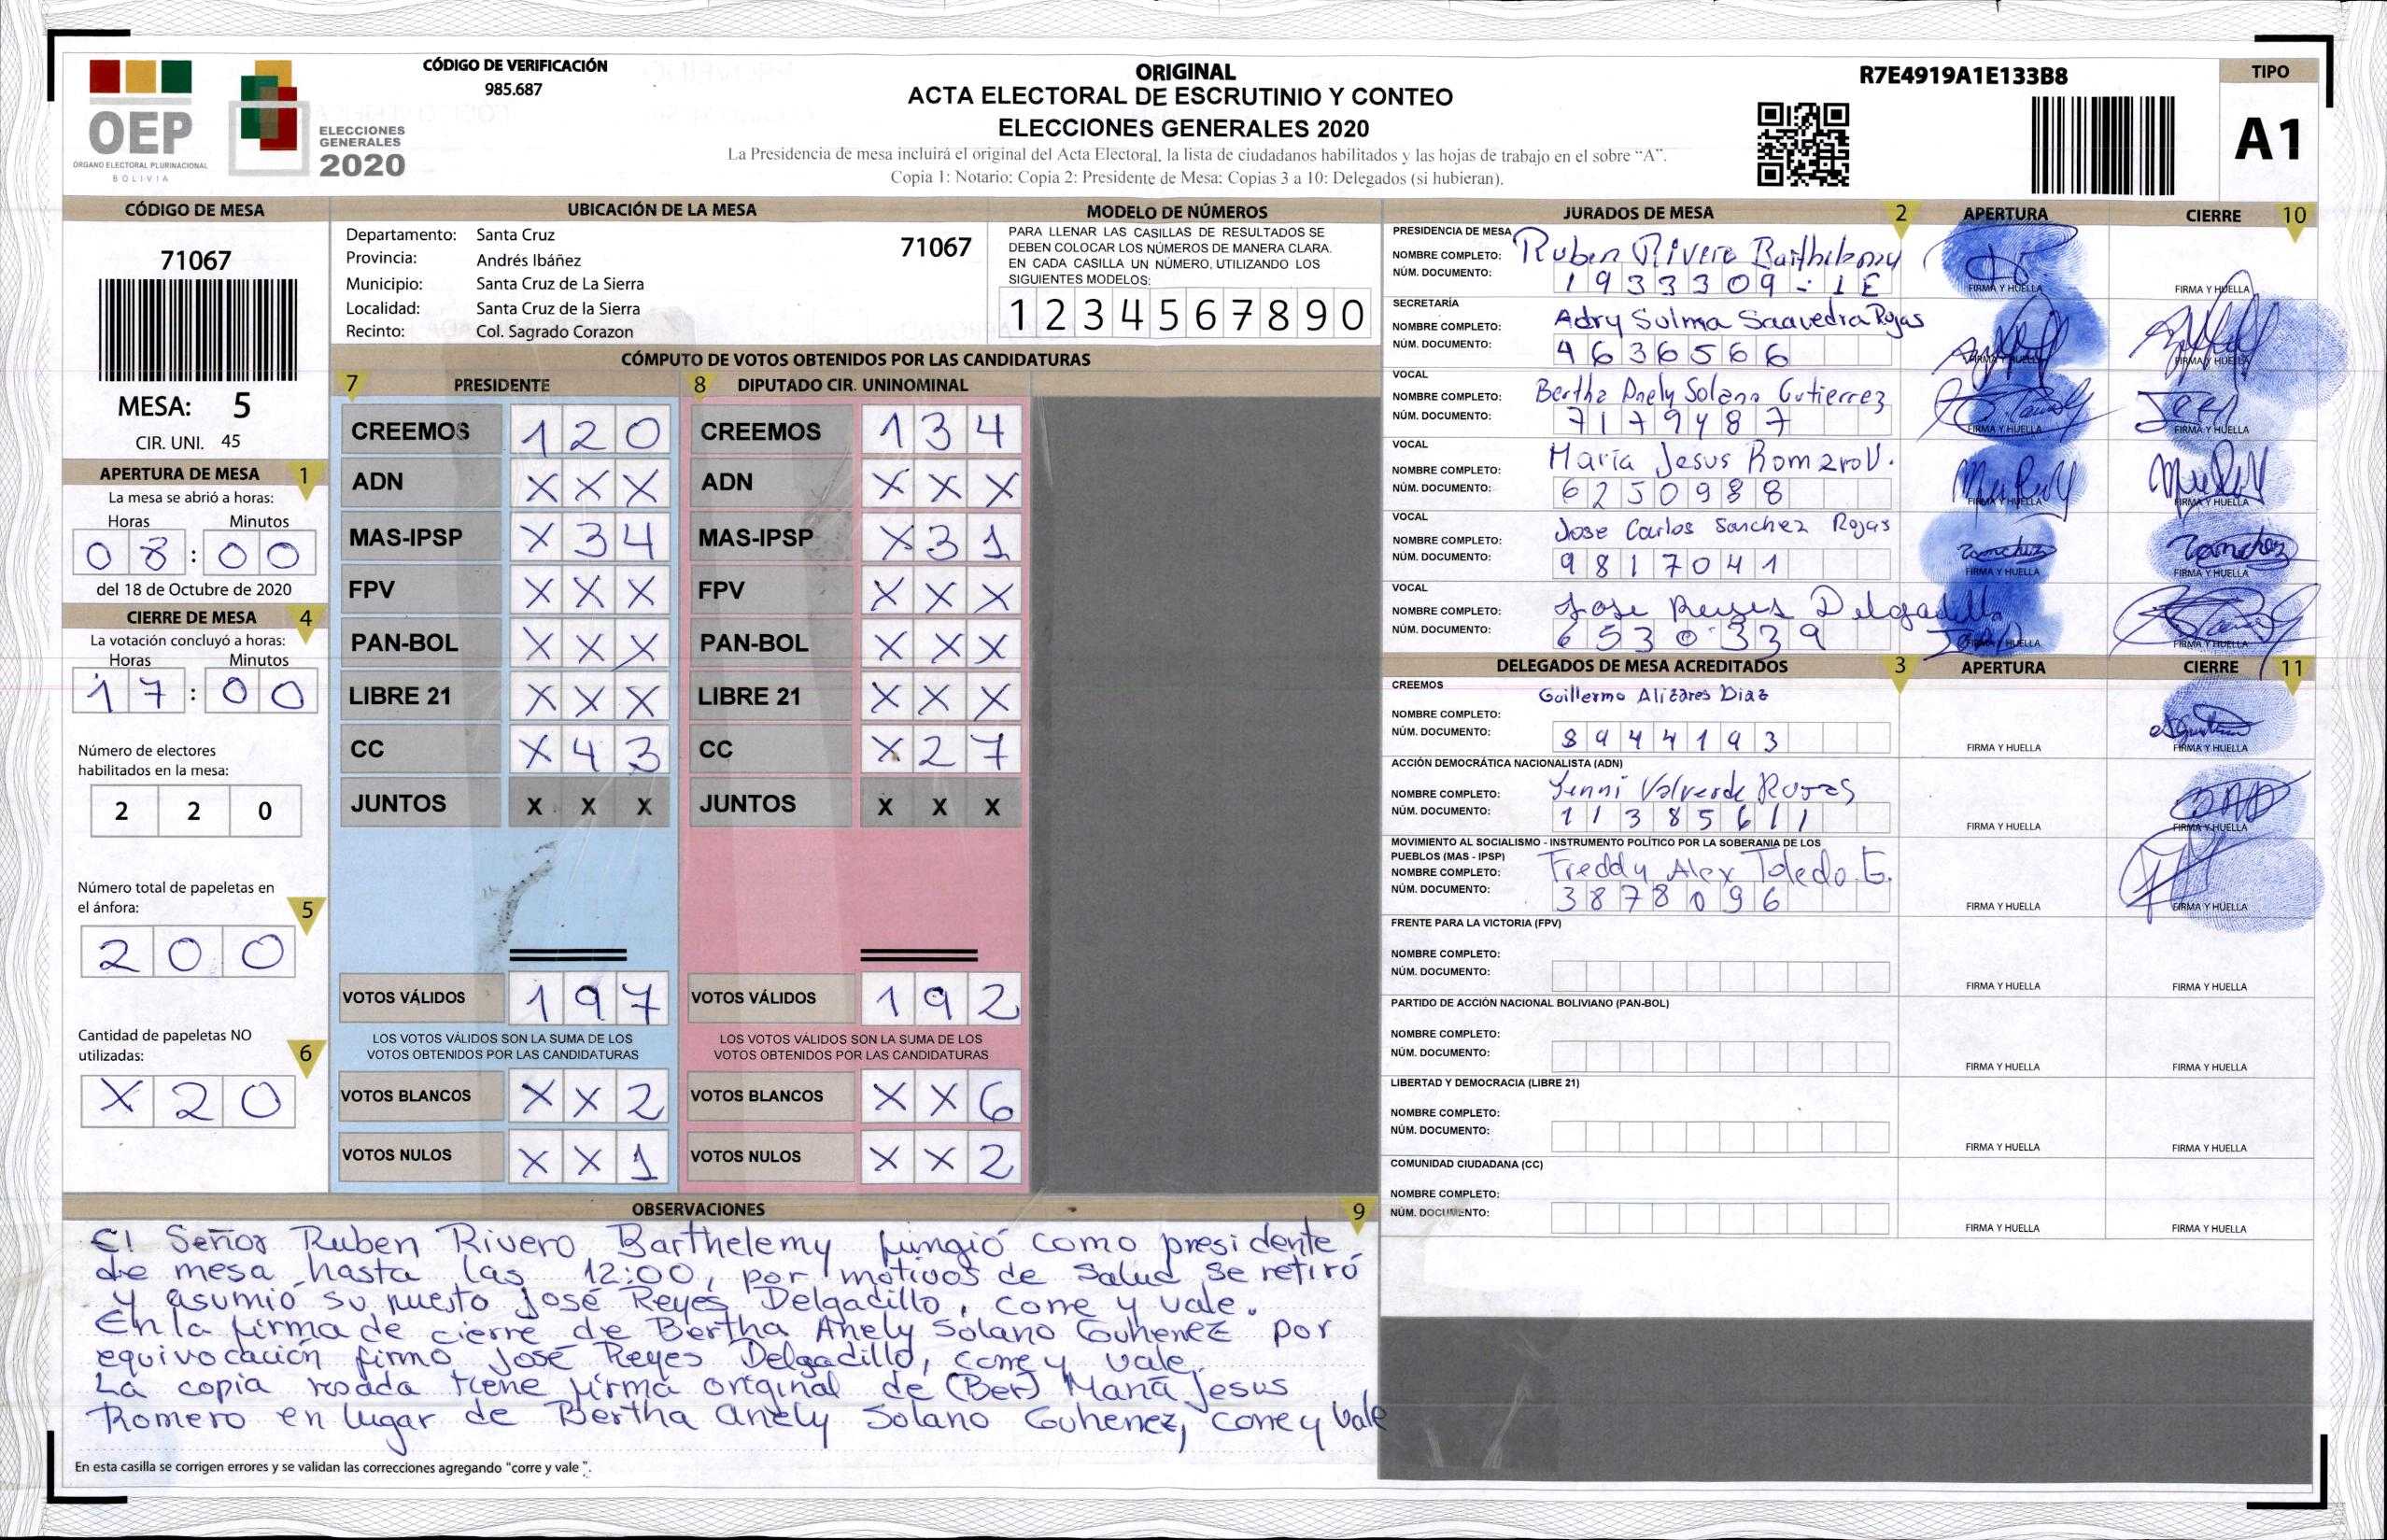 CÓDIGO DE VERIFICACIÓN
985.687
ORIGINAL
ACTA ELECTORAL DE ESCRUTINIO Y CONTEO
ELECCIONES GENERALES 2020
La Presidencia de mesa incluirá el original del Acta Electoral, la lista de ciudadanos habilitados y las hojas de trabajo en el sobre "A".
Copia 1: Notario: Copia 2: Presidente de Mesa: Copias 3 a 10: Delegados (si hubieran).
R7E4919A1E133B8
TIPO
A1
OEP
ÓRGANO ELECTORAL PLURINACIONAL
BOLIVIA
ELECCIONES
GENERALES
2020
CÓDIGO DE MESA
71067
MESA: 5
CIR. UNI. 45
APERTURA DE MESA 1
La mesa se abrió a horas:
Horas Minutos
08:00
del 18 de Octubre de 2020
CIERRE DE MESA 4
La votación concluyó a horas:
Horas Minutos
17:00
Número de electores
habilitados en la mesa:
2 2 0
Número total de papeletas en
el ánfora: 5
2 0 0
Cantidad de papeletas NO
utilizadas: 6
X 2 0
UBICACIÓN DE LA MESA
Departamento: Santa Cruz 71067
Provincia: Andrés Ibáñez
Municipio: Santa Cruz de La Sierra
Localidad: Santa Cruz de la Sierra
Recinto: Col. Sagrado Corazon
MODELO DE NÚMEROS
PARA LLENAR LAS CASILLAS DE RESULTADOS SE
DEBEN COLOCAR LOS NÚMEROS DE MANERA CLARA.
EN CADA CASILLA UN NÚMERO, UTILIZANDO LOS
SIGUIENTES MODELOS:
1 2 3 4 5 6 7 8 9 0
CÓMPUTO DE VOTOS OBTENIDOS POR LAS CANDIDATURAS
7 PRESIDENTE 8 DIPUTADO CIR. UNINOMINAL
CREEMOS 1 2 0 CREEMOS 1 3 4
ADN X X X ADN X X X
MAS-IPSP X 3 4 MAS-IPSP X 3 1
FPV X X X FPV X X X
PAN-BOL X X X PAN-BOL X X X
LIBRE 21 X X X LIBRE 21 X X X
CC X 4 3 CC X 2 7
JUNTOS X X X JUNTOS X X X
VOTOS VÁLIDOS 1 9 7 VOTOS VÁLIDOS 1 9 2
LOS VOTOS VÁLIDOS SON LA SUMA DE LOS LOS VOTOS VÁLIDOS SON LA SUMA DE LOS
VOTOS OBTENIDOS POR LAS CANDIDATURAS VOTOS OBTENIDOS POR LAS CANDIDATURAS
VOTOS BLANCOS X X 2 VOTOS BLANCOS X X 6
VOTOS NULOS X X 1 VOTOS NULOS X X 2
OBSERVACIONES 9
El Señor Ruben Rivero Barthelemy fungió como presidente
de mesa hasta las 12:00, por motivos de salud se retiró
y asumió su puesto José Reyes Delgadillo, corre y vale.
En la firma de cierre de Bertha Anely Solano Gutierrez por
equivocación firmó José Reyes Delgadillo, corre y vale.
La copia rosada tiene firma original de (Ber) María Jesus
Romero en lugar de Bertha Anely Solano Gutierrez, corre y vale
En esta casilla se corrigen errores y se validan las correcciones agregando "corre y vale".
JURADOS DE MESA 2 APERTURA CIERRE 10
PRESIDENCIA DE MESA
NOMBRE COMPLETO: Ruben Rivero Barthelemy
NÚM. DOCUMENTO: 1933309-1E
FIRMA Y HUELLA FIRMA Y HUELLA
SECRETARÍA
NOMBRE COMPLETO: Adry Sulma Saavedra Rojas
NÚM. DOCUMENTO: 4636566
FIRMA Y HUELLA FIRMA Y HUELLA
VOCAL
NOMBRE COMPLETO: Bertha Anely Solano Gutierrez
NÚM. DOCUMENTO: 7179487
FIRMA Y HUELLA FIRMA Y HUELLA
VOCAL
NOMBRE COMPLETO: María Jesus Romero V.
NÚM. DOCUMENTO: 6250988
FIRMA Y HUELLA FIRMA Y HUELLA
VOCAL
NOMBRE COMPLETO: Jose Carlos Sanchez Rojas
NÚM. DOCUMENTO: 9817041
FIRMA Y HUELLA FIRMA Y HUELLA
VOCAL
NOMBRE COMPLETO: Jose Reyes Delgadillo
NÚM. DOCUMENTO: 6530339
FIRMA Y HUELLA FIRMA Y HUELLA
DELEGADOS DE MESA ACREDITADOS 3 APERTURA CIERRE 11
CREEMOS
NOMBRE COMPLETO: Guillermo Alizares Diaz
NÚM. DOCUMENTO: 8944193
FIRMA Y HUELLA FIRMA Y HUELLA
ACCIÓN DEMOCRÁTICA NACIONALISTA (ADN)
NOMBRE COMPLETO: Yenni Valverde Rojas
NÚM. DOCUMENTO: 11385611
FIRMA Y HUELLA FIRMA Y HUELLA
MOVIMIENTO AL SOCIALISMO - INSTRUMENTO POLÍTICO POR LA SOBERANIA DE LOS
PUEBLOS (MAS - IPSP)
NOMBRE COMPLETO: Freddy Alex Toledo G.
NÚM. DOCUMENTO: 3878096
FIRMA Y HUELLA FIRMA Y HUELLA
FRENTE PARA LA VICTORIA (FPV)
NOMBRE COMPLETO:
NÚM. DOCUMENTO:
FIRMA Y HUELLA FIRMA Y HUELLA
PARTIDO DE ACCIÓN NACIONAL BOLIVIANO (PAN-BOL)
NOMBRE COMPLETO:
NÚM. DOCUMENTO:
FIRMA Y HUELLA FIRMA Y HUELLA
LIBERTAD Y DEMOCRACIA (LIBRE 21)
NOMBRE COMPLETO:
NÚM. DOCUMENTO:
FIRMA Y HUELLA FIRMA Y HUELLA
COMUNIDAD CIUDADANA (CC)
NOMBRE COMPLETO:
NÚM. DOCUMENTO:
FIRMA Y HUELLA FIRMA Y HUELLA